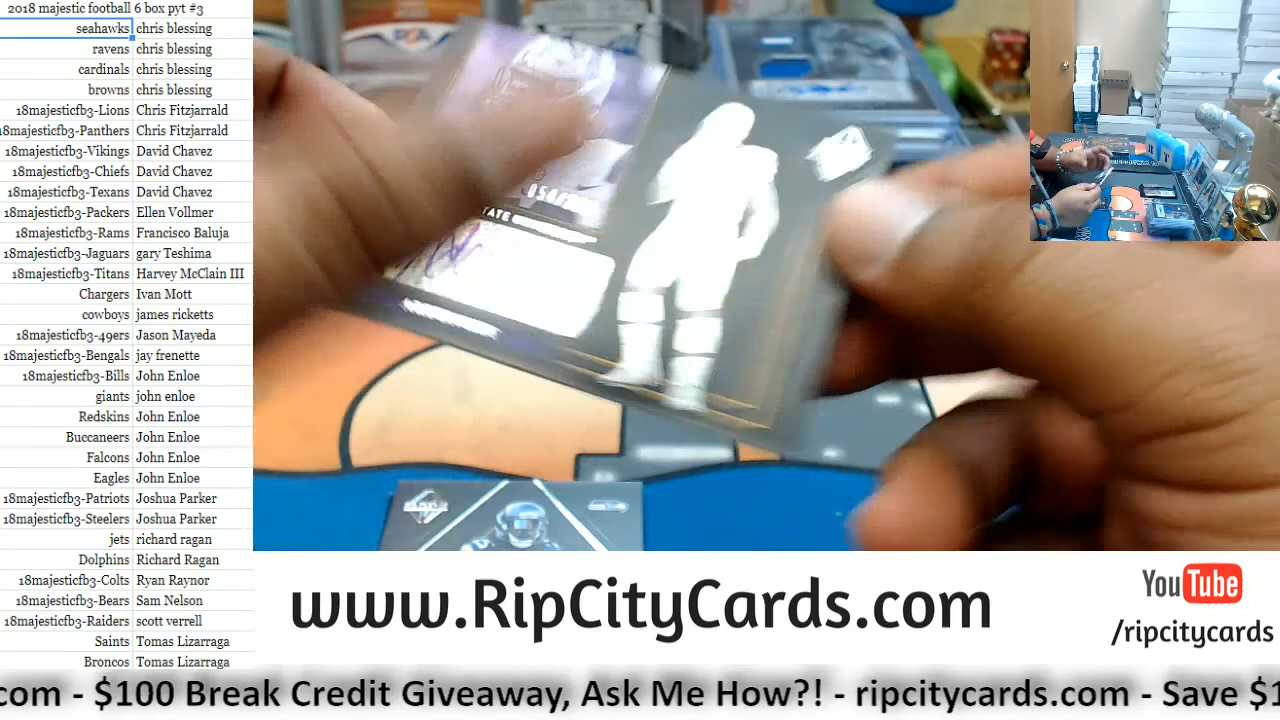 2018 majestic football 6 box pyt #3
seahawks chris blessing
ravens chris blessing
cardinals chris blessing
browns chris blessing
18majesticfb3-Lions Chris Fitzjarrald
18majesticfb3-Panthers Chris Fitzjarrald
18majesticfb3-Vikings David Chavez
18majesticfb3-Chiefs David Chavez
18majesticfb3-Texans David Chavez
18majesticfb3-Packers Ellen Vollmer
18majesticfb3-Rams Francisco Baluja
18majesticfb3-Jaguars gary Teshima
18majesticfb3-Titans Harvey McClain III
Chargers Ivan Mott
cowboys james ricketts
18majesticfb3-49ers Jason Mayeda
18majesticfb3-Bengals jay frenette
18majesticfb3-Bills John Enloe
giants john enloe
Redskins John Enloe
Buccaneers John Enloe
Falcons John Enloe
Eagles John Enloe
18majesticfb3-Patriots Joshua Parker
18majesticfb3-Steelers Joshua Parker
jets richard ragan
Dolphins Richard Ragan
18majesticfb3-Colts Ryan Raynor
18majesticfb3-Bears Sam Nelson
18majesticfb3-Raiders scott verrell
Saints Tomas Lizarraga
Broncos Tomas Lizarraga
www.RipCityCards.com
YouTube
/ripcitycards
com - $100 Break Credit Giveaway, Ask Me How?! - ripcitycards.com - Save $1